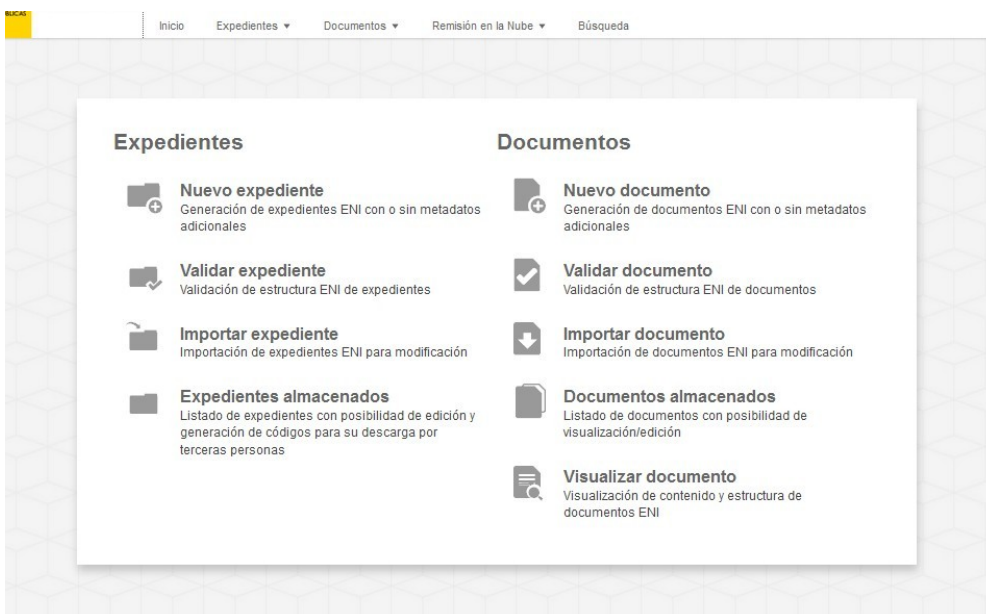 BLICAS
Inicio Expedientes Documentos Remisión en la Nube Búsqueda
Expedientes
Nuevo expediente
Generación de expedientes ENI con o sin metadatos
adicionales
Validar expediente
Validación de estructura ENI de expedientes
Importar expediente
Importación de expedientes ENI para modificación
Expedientes almacenados
Listado de expedientes con posibilidad de edición y
generación de códigos para su descarga por
terceras personas
Documentos
Nuevo documento
Generación de documentos ENI con o sin metadatos
adicionales
Validar documento
Validación de estructura ENI de documentos
Importar documento
Importación de documentos ENI para modificación
Documentos almacenados
Listado de documentos con posibilidad de
visualización/edición
Visualizar documento
Visualización de contenido y estructura de
documentos ENI